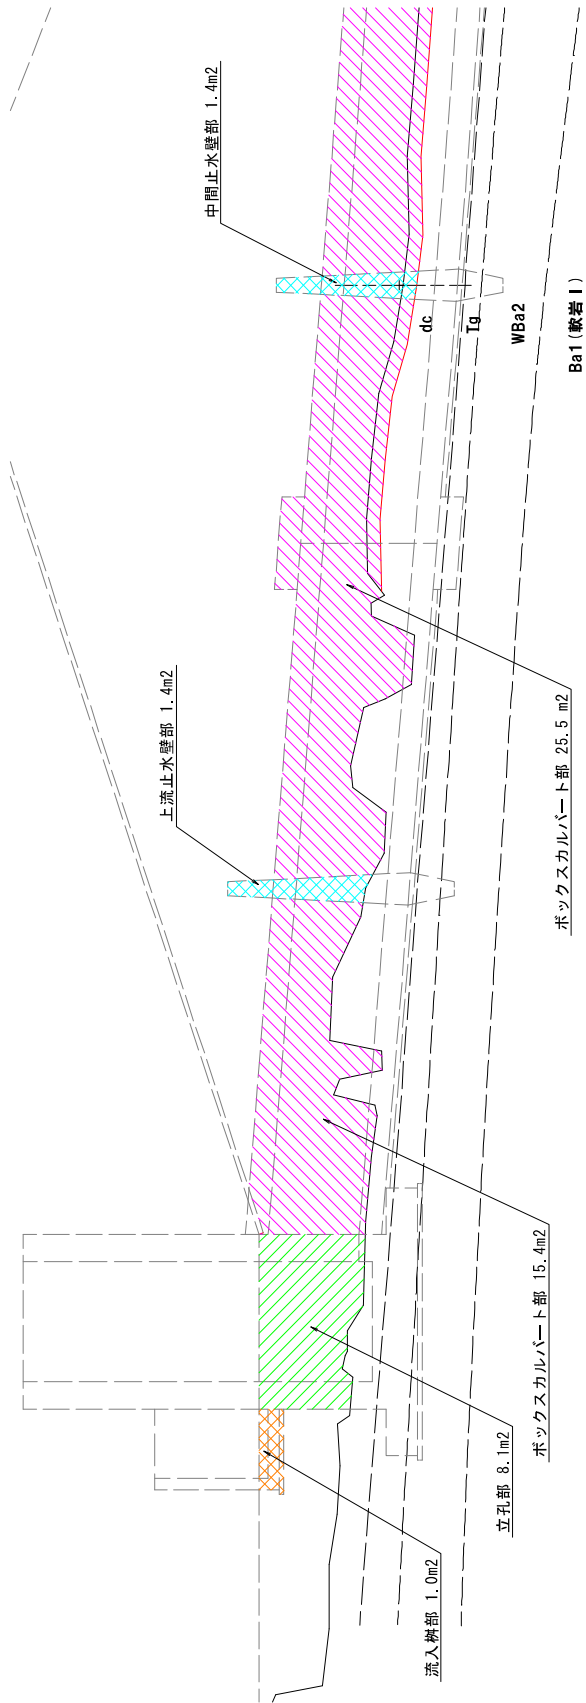 中間止水壁部 1.4m2
上流止水壁部 1.4m2
dc
Tg
WBa2
Ba1(軟岩Ⅰ)
ボックスカルバート部 25.5 m2
ボックスカルバート部 15.4m2
立孔部 8.1m2
流入桝部 1.0m2